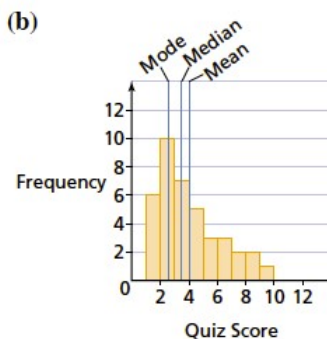 (b)
Mode
Median
Mean
12
10
8
Frequency 6
4
2
0
2 4 6 8 10 12
Quiz Score